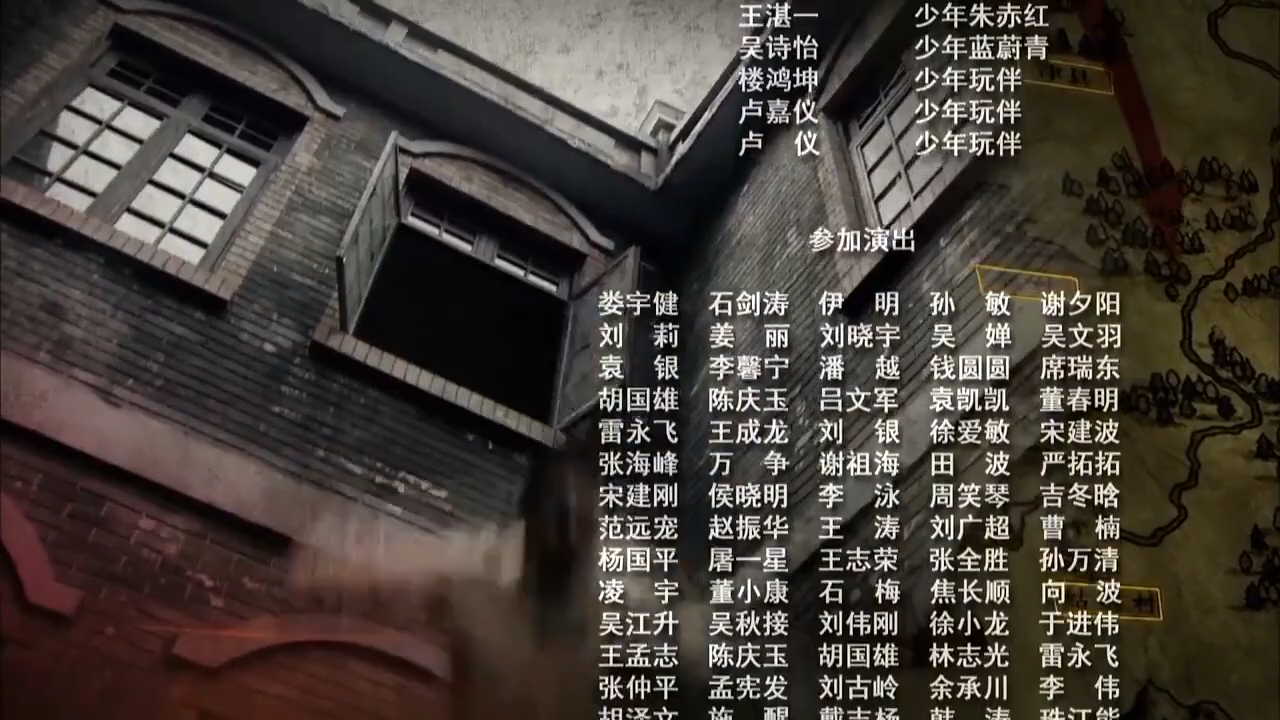 王湛一 少年朱赤红
吴诗怡 少年蓝蔚青
楼鸿坤 少年玩伴
卢嘉仪 少年玩伴
卢 仪 少年玩伴
参加演出
娄宇健 石剑涛 伊 明 孙 敏 谢夕阳
刘 莉 姜 丽 刘晓宇 吴 婵 吴文羽
袁 银 李馨宁 潘 越 钱圆圆 席瑞东
胡国雄 陈庆玉 吕文军 袁凯凯 董春明
雷永飞 王成龙 刘 银 徐爱敏 宋建波
张海峰 万 争 谢祖海 田 波 严拓拓
宋建刚 侯晓明 李 泳 周笑琴 吉冬晗
范远宠 赵振华 王 涛 刘广超 曹 楠
杨国平 屠一星 王志荣 张全胜 孙万清
凌 宇 董小康 石 梅 焦长顺 向 波
吴江升 吴秋接 刘伟刚 徐小龙 于进伟
王孟志 陈庆玉 胡国雄 林志光 雷永飞
张仲平 孟宪发 刘古岭 余承川 李 伟